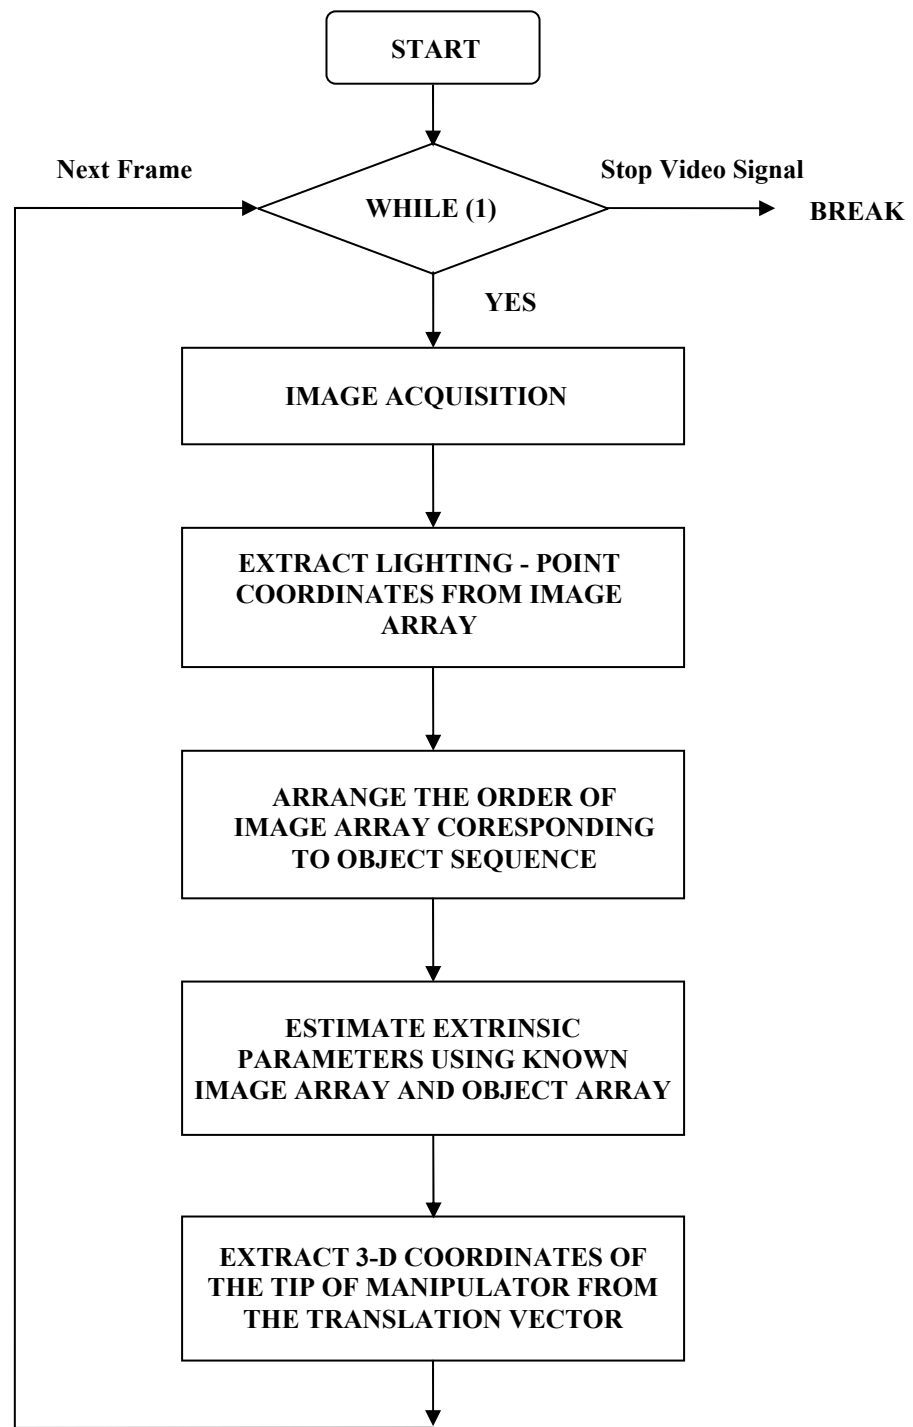 START
Next Frame
Stop Video Signal
WHILE (1)
BREAK
YES
IMAGE ACQUISITION
EXTRACT LIGHTING - POINT
COORDINATES FROM IMAGE
ARRAY
ARRANGE THE ORDER OF
IMAGE ARRAY CORESPONDING
TO OBJECT SEQUENCE
ESTIMATE EXTRINSIC
PARAMETERS USING KNOWN
IMAGE ARRAY AND OBJECT ARRAY
EXTRACT 3-D COORDINATES OF
THE TIP OF MANIPULATOR FROM
THE TRANSLATION VECTOR